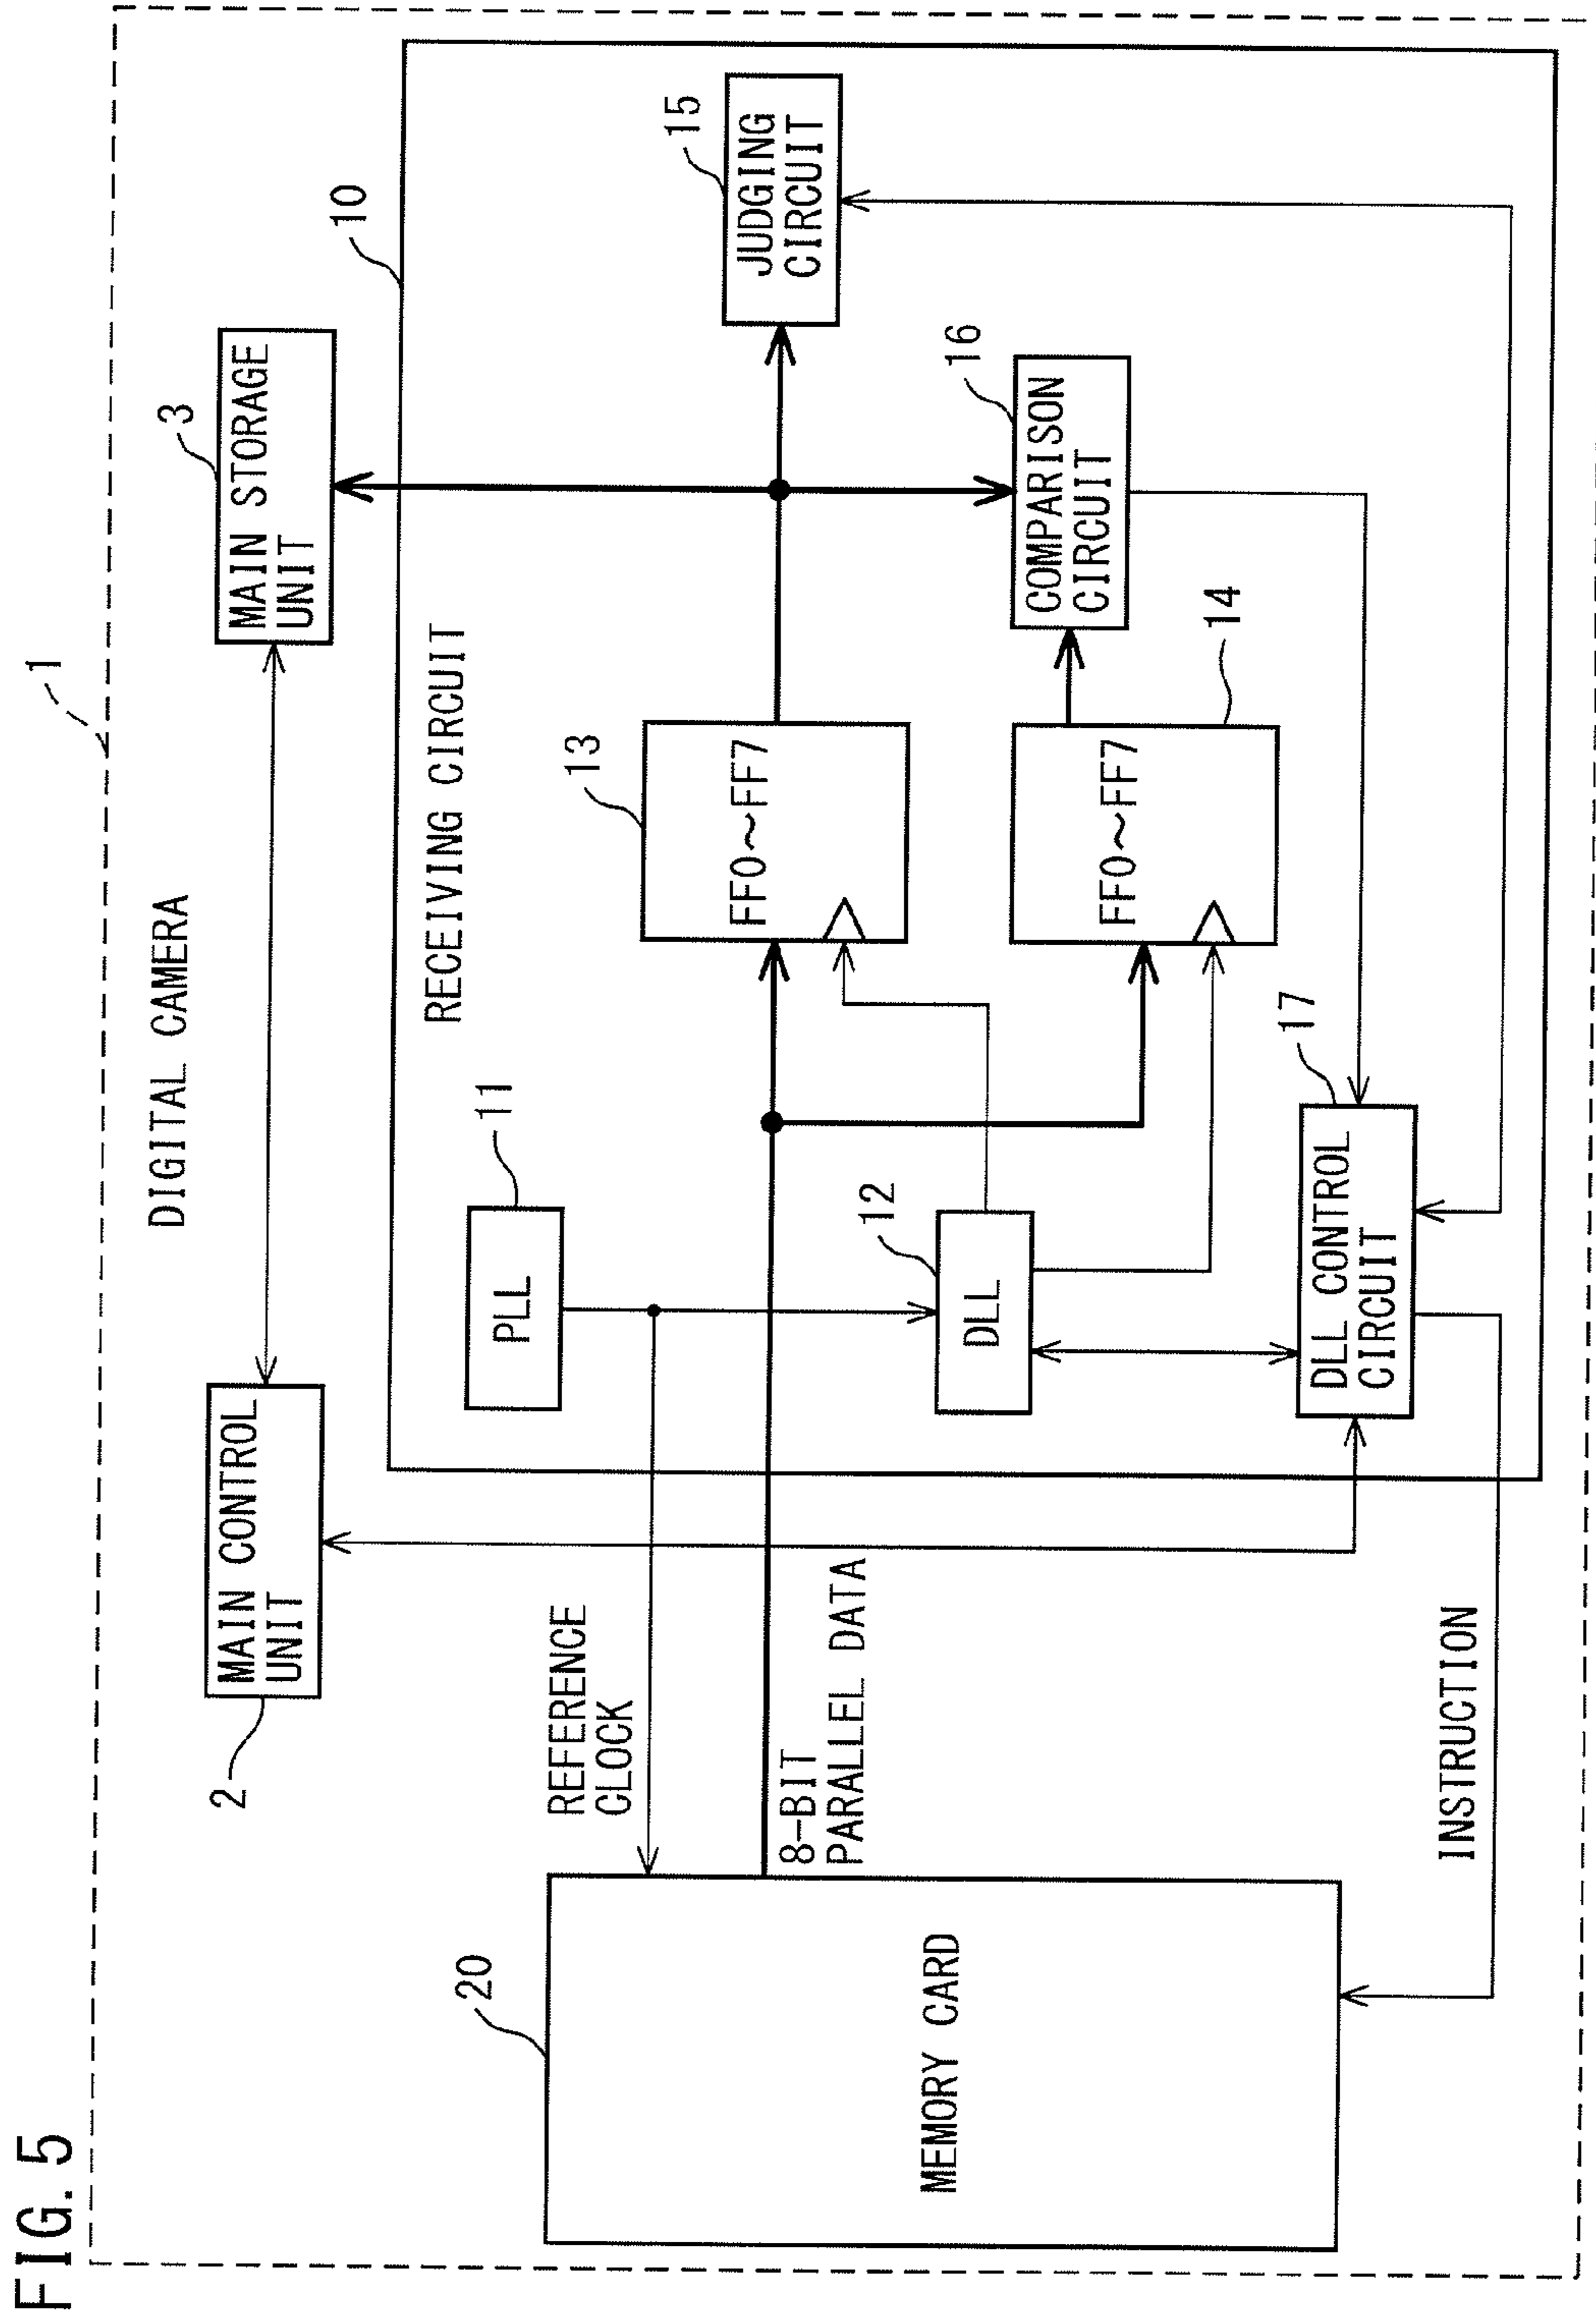 FIG. 5
1
DIGITAL CAMERA
2
MAIN CONTROL
UNIT
3
MAIN STORAGE
UNIT
10
RECEIVING CIRCUIT
20
MEMORY CARD
REFERENCE
CLOCK
8-BIT
PARALLEL DATA
INSTRUCTION
11
PLL
12
DLL
13
FF0~FF7
14
FF0~FF7
15
JUDGING
CIRCUIT
16
COMPARISON
CIRCUIT
17
DLL CONTROL
CIRCUIT